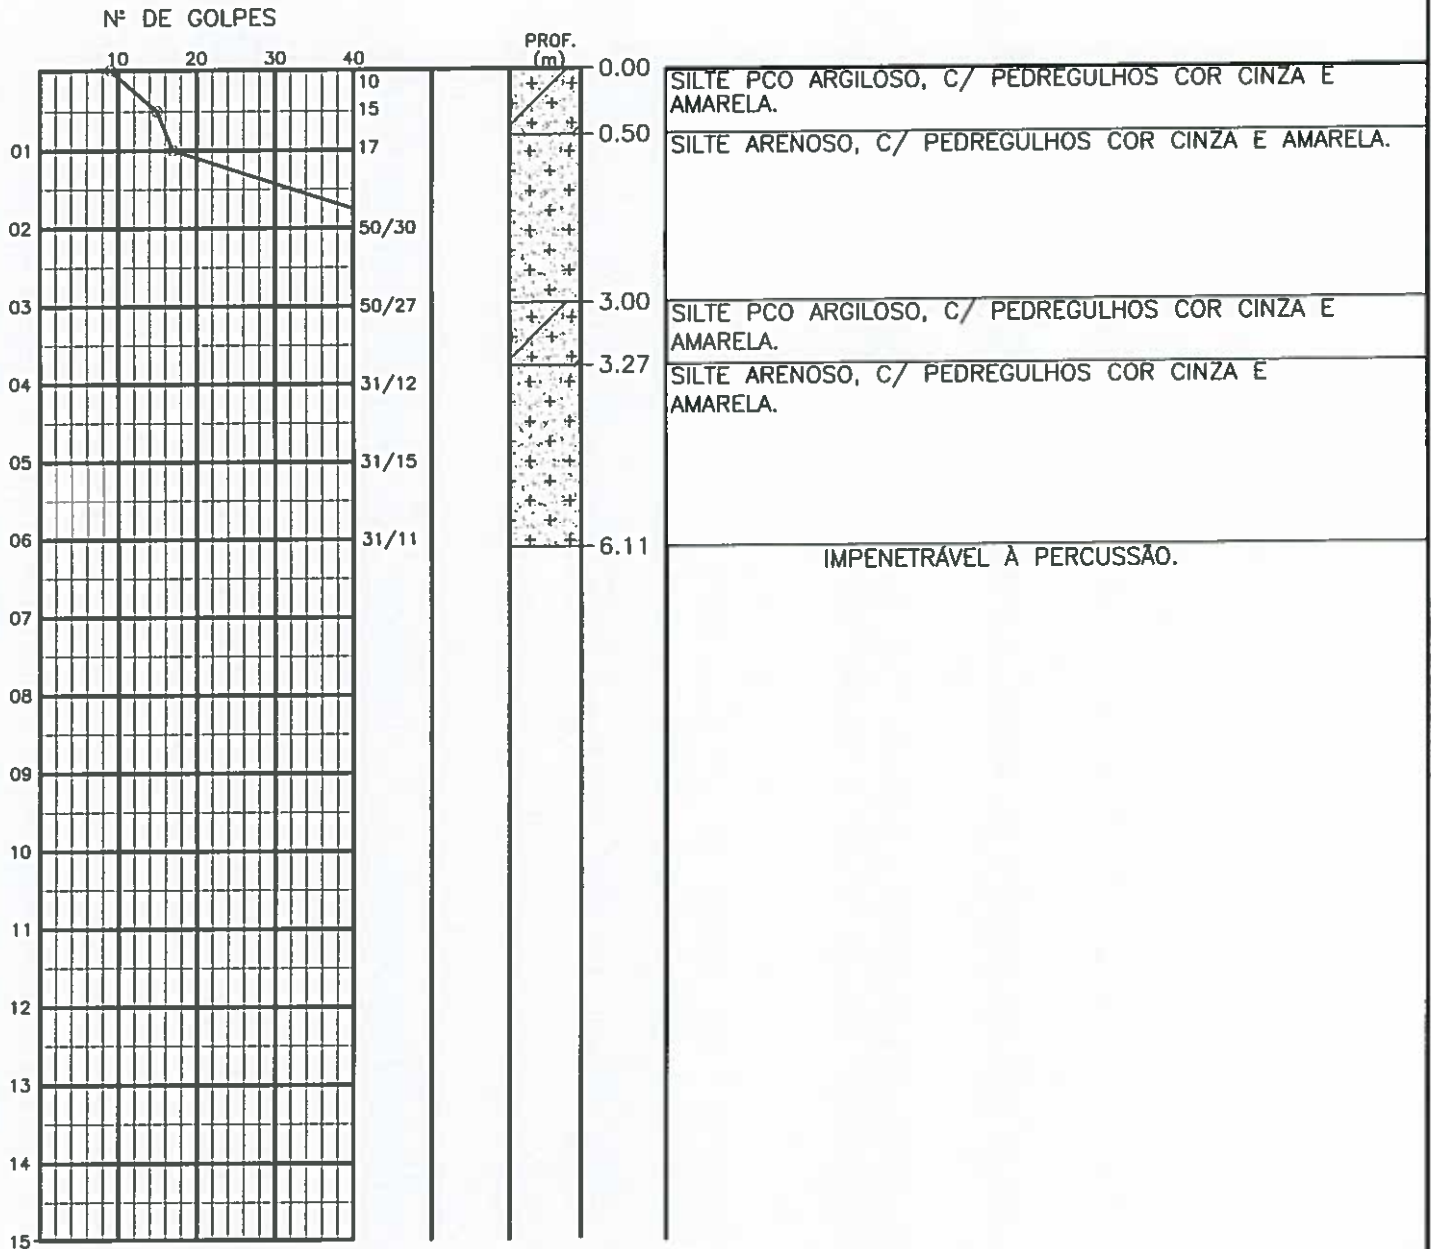 Nº DE GOLPES
10 20 30 40
PROF.
(m)
10
15
01 17
02 50/30
03 50/27
04 31/12
05 31/15
06 31/11
07
08
09
10
11
12
13
14
15
0.00
SILTE PCO ARGILOSO, C/ PEDREGULHOS COR CINZA E
AMARELA.
0.50
SILTE ARENOSO, C/ PEDREGULHOS COR CINZA E AMARELA.
3.00
SILTE PCO ARGILOSO, C/ PEDREGULHOS COR CINZA E
AMARELA.
3.27
SILTE ARENOSO, C/ PEDREGULHOS COR CINZA E
AMARELA.
6.11
IMPENETRÁVEL À PERCUSSÃO.